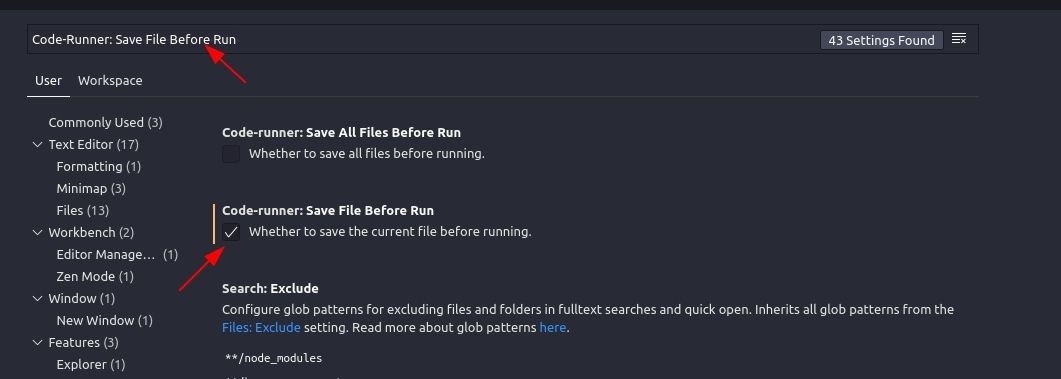 Code-Runner: Save File Before Run
43 Settings Found
User Workspace
Commonly Used (3)
Text Editor (17)
Formatting (1)
Minimap (3)
Files (13)
Workbench (2)
Editor Manage... (1)
Zen Mode (1)
Window (1)
New Window (1)
Features (3)
Explorer (1)
Code-runner: Save All Files Before Run
Whether to save all files before running.
Code-runner: Save File Before Run
Whether to save the current file before running.
Search: Exclude
Configure glob patterns for excluding files and folders in fulltext searches and quick open. Inherits all glob patterns from the
Files: Exclude setting. Read more about glob patterns here.
**/node_modules